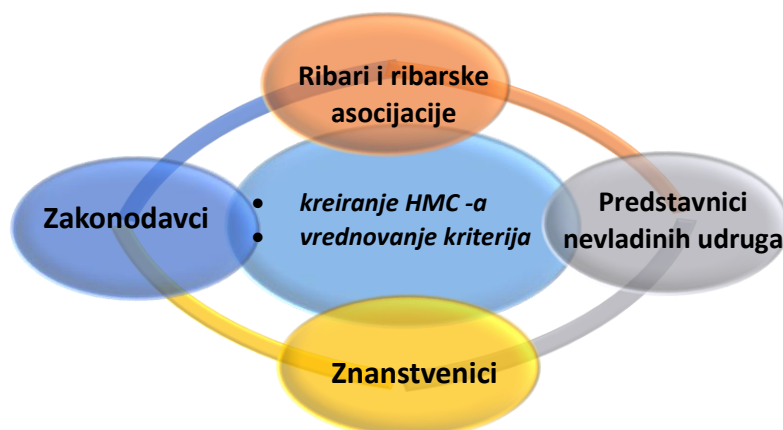 Ribari i ribarske
asocijacije
Zakonodavci
• kreiranje HMC -a
• vrednovanje kriterija
Predstavnici
nevladinih udruga
Znanstvenici